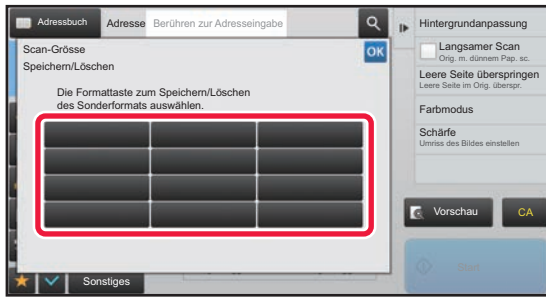 Adressbuch
Adresse
Berühren zur Adresseingabe
Hintergrundanpassung
Scan-Grösse
OK
Speichern/Löschen
Langsamer Scan
Orig. m. dünnem Pap. sc.
Die Formattaste zum Speichern/Löschen
des Sonderformats auswählen.
Leere Seite überspringen
Leere Seite im Orig. überspr.
Farbmodus
Schärfe
Umriss des Bildes einstellen
Vorschau
CA
Start
Sonstiges